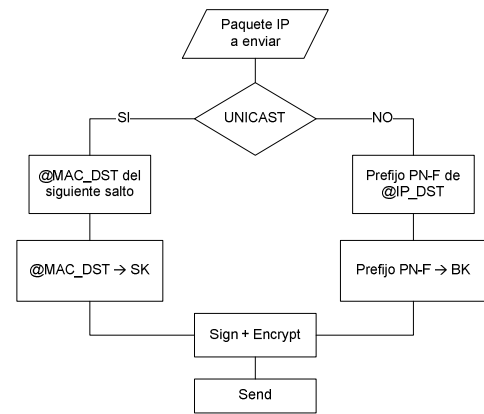 Paquete IP
a enviar
UNICAST
SI
NO
@MAC_DST del
siguiente salto
Prefijo PN-F de
@IP_DST
@MAC_DST → SK
Prefijo PN-F → BK
Sign + Encrypt
Send